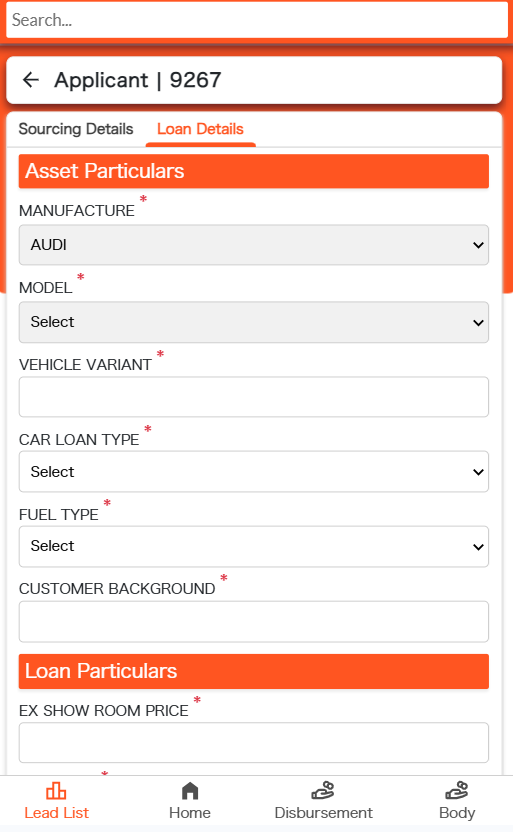 Search...
Applicant | 9267
Sourcing Details Loan Details
Asset Particulars
MANUFACTURE *
AUDI
MODEL *
Select
VEHICLE VARIANT *
CAR LOAN TYPE *
Select
FUEL TYPE *
Select
CUSTOMER BACKGROUND *
Loan Particulars
EX SHOW ROOM PRICE *
*
Lead List Home Disbursement Body